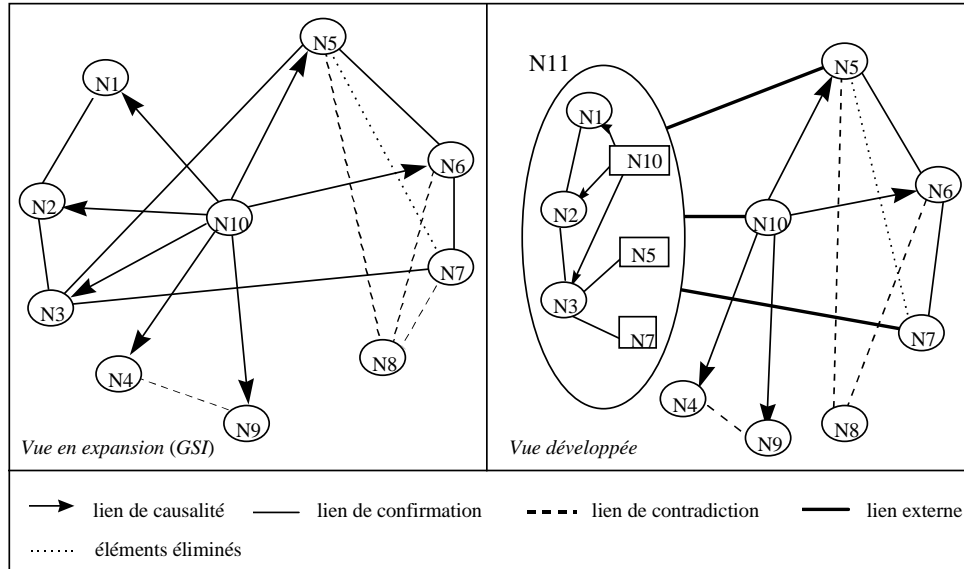 N5
N1
N6
N2
N10
N7
N3
N8
N4
N9
Vue en expansion (GSI)
N5
N11
N1
N10
N6
N2
N10
N5
N3
N7
N7
N4
N8
N9
Vue développée
lien de causalité
lien de confirmation
lien de contradiction
lien externe
éléments éliminés